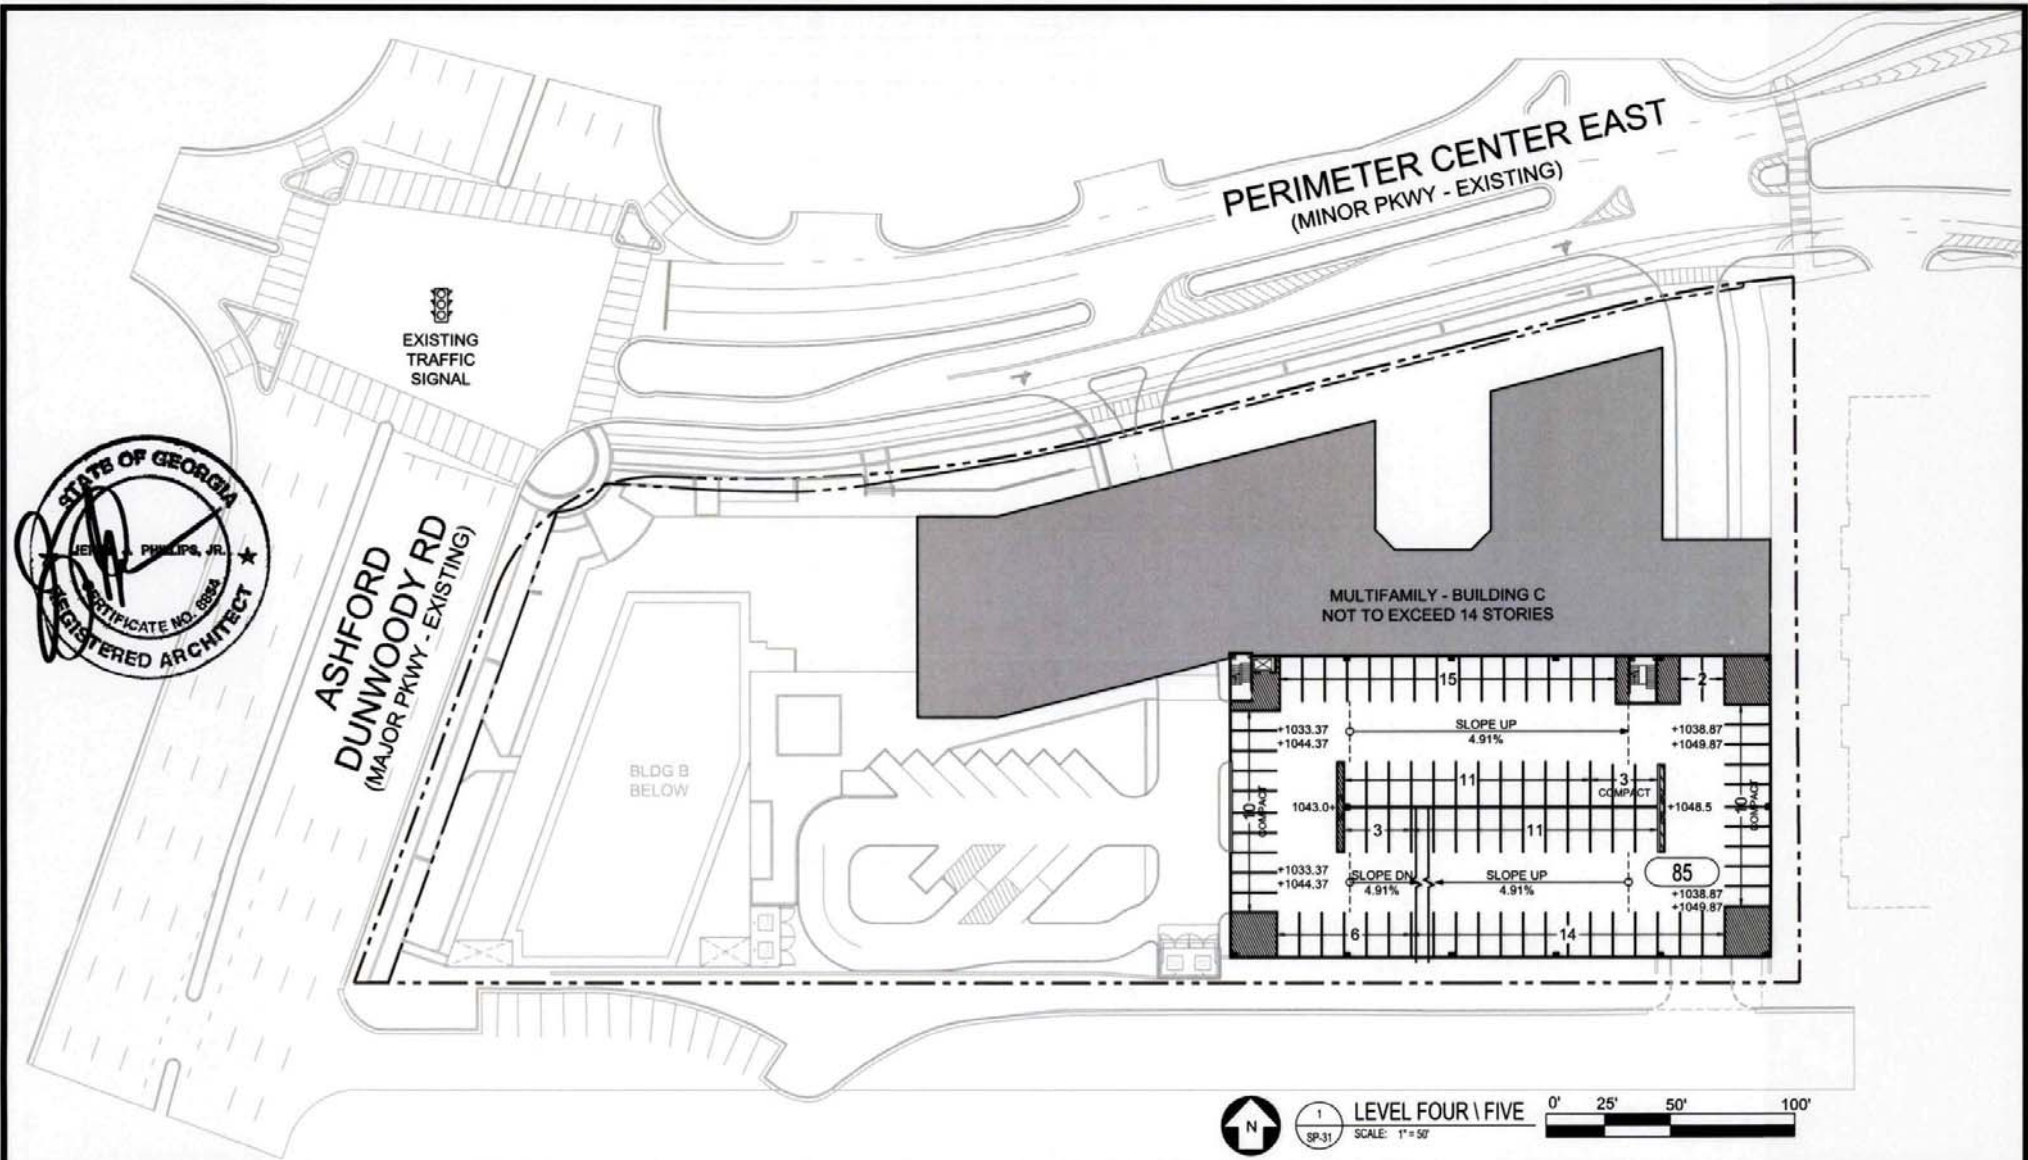 PERIMETER CENTER EAST
(MINOR PKWY - EXISTING)
EXISTING
TRAFFIC
SIGNAL
STATE OF GEORGIA
PHILLIPS, JR.
CERTIFICATE NO.
REGISTERED ARCHITECT
ASHFORD
DUNWOODY RD
(MAJOR PKWY - EXISTING)
MULTIFAMILY - BUILDING C
NOT TO EXCEED 14 STORIES
BLDG B
BELOW
15
2
+1033.37
+1044.37
SLOPE UP
4.91%
+1038.87
+1049.87
11
3
COMPACT
10
COMPACT
1043.0+
+1048.5
10
COMPACT
3
11
+1033.37
+1044.37
SLOPE DN
4.91%
SLOPE UP
4.91%
85
+1038.87
+1049.87
6
14
N
1
SP-31
LEVEL FOUR \ FIVE
SCALE: 1" = 50'
0' 25' 50' 100'